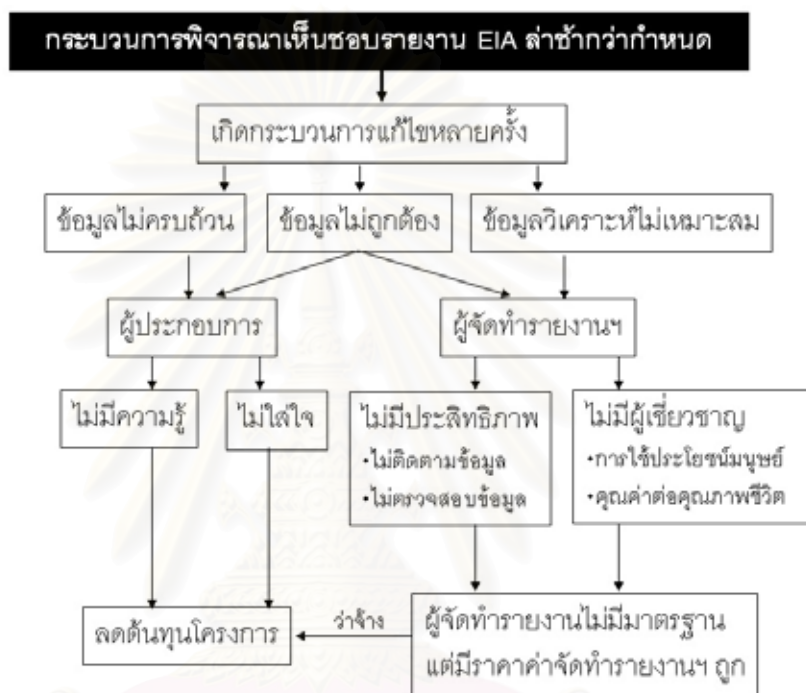 กระบวนการพิจารณาเห็นชอบรายงาน EIA ล่าช้ากว่ากำหนด
เกิดกระบวนการแก้ไขหลายครั้ง
ข้อมูลไม่ครบถ้วน
ข้อมูลไม่ถูกต้อง
ข้อมูลวิเคราะห์ไม่เหมาะสม
ผู้ประกอบการ
ผู้จัดทำรายงานฯ
ไม่มีความรู้
ไม่ใส่ใจ
ไม่มีประสิทธิภาพ
•ไม่ติดตามข้อมูล
•ไม่ตรวจสอบข้อมูล
ไม่มีผู้เชี่ยวชาญ
•การใช้ประโยชน์มนุษย์
•คุณค่าต่อคุณภาพชีวิต
ลดต้นทุนโครงการ
ว่าจ้าง
ผู้จัดทำรายงานไม่มีมาตรฐาน
แต่มีราคาค่าจัดทำรายงานฯ ถูก